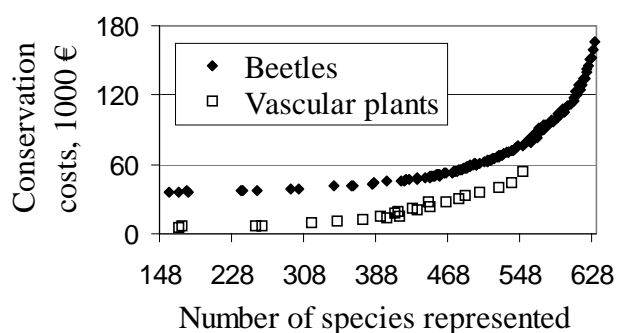 Conservation
costs, 1000 €
180
120
60
0
Beetles
Vascular plants
148 228 308 388 468 548 628
Number of species represented